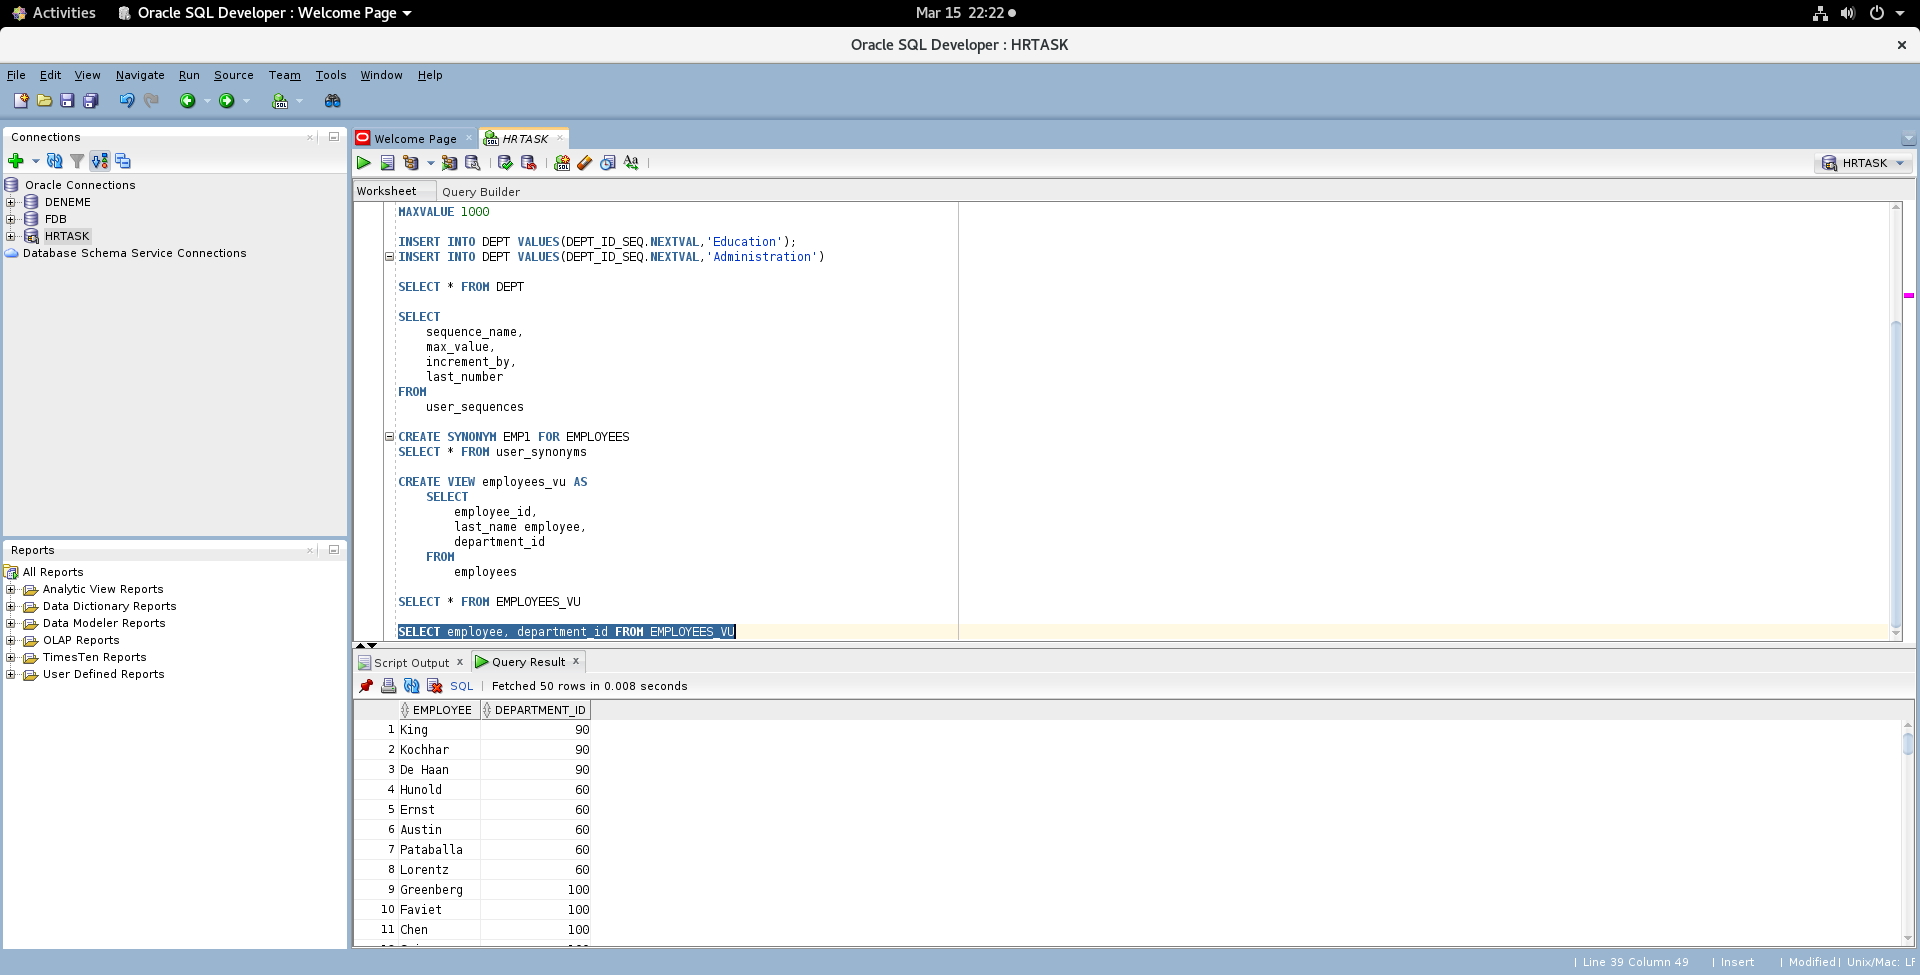 Activities
Oracle SQL Developer : Welcome Page
Mar 15 22:22
Oracle SQL Developer : HRTASK
File Edit View Navigate Run Source Team Tools Window Help
Connections
Oracle Connections
DENEME
FDB
HRTASK
Database Schema Service Connections
Reports
All Reports
Analytic View Reports
Data Dictionary Reports
Data Modeler Reports
OLAP Reports
TimesTen Reports
User Defined Reports
Welcome Page
HRTASK
HRTASK
Worksheet
Query Builder
MAXVALUE 1000
INSERT INTO DEPT VALUES(DEPT_ID_SEQ.NEXTVAL,'Education');
INSERT INTO DEPT VALUES(DEPT_ID_SEQ.NEXTVAL,'Administration')
SELECT * FROM DEPT
SELECT
sequence_name,
max_value,
increment_by,
last_number
FROM
user_sequences
CREATE SYNONYM EMP1 FOR EMPLOYEES
SELECT * FROM user_synonyms
CREATE VIEW employees_vu AS
SELECT
employee_id,
last_name employee,
department_id
FROM
employees
SELECT * FROM EMPLOYEES_VU
SELECT employee, department_id FROM EMPLOYEES_VU
Script Output
Query Result
SQL
Fetched 50 rows in 0.008 seconds
EMPLOYEE DEPARTMENT_ID
1 King 90
2 Kochhar 90
3 De Haan 90
4 Hunold 60
5 Ernst 60
6 Austin 60
7 Pataballa 60
8 Lorentz 60
9 Greenberg 100
10 Faviet 100
11 Chen 100
Line 39 Column 49 | Insert | Modified | Unix/Mac: LF